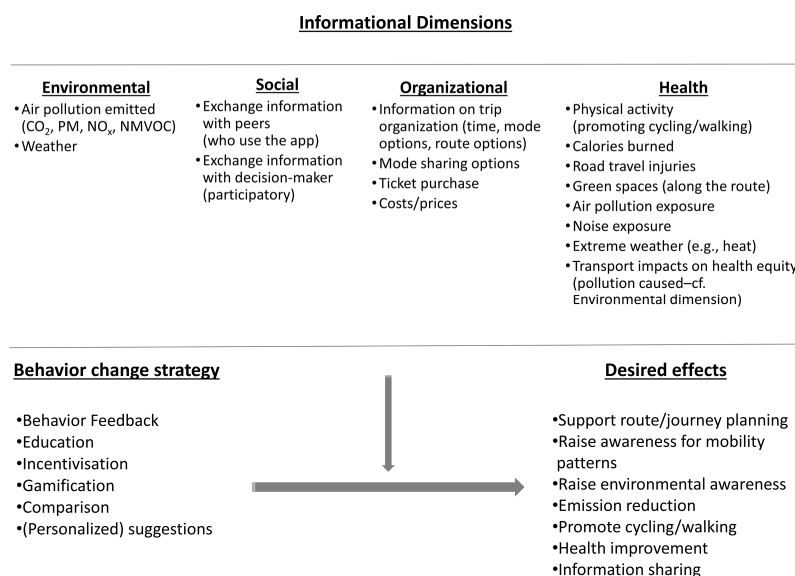 Informational Dimensions
Environmental
•Air pollution emitted
(CO₂, PM, NOₓ, NMVOC)
•Weather
Social
•Exchange information
with peers
(who use the app)
•Exchange information
with decision-maker
(participatory)
Organizational
•Information on trip
organization (time, mode
options, route options)
•Mode sharing options
•Ticket purchase
•Costs/prices
Health
•Physical activity
(promoting cycling/walking)
•Calories burned
•Road travel injuries
•Green spaces (along the route)
•Air pollution exposure
•Noise exposure
•Extreme weather (e.g., heat)
•Transport impacts on health equity
(pollution caused–cf.
Environmental dimension)
Behavior change strategy
•Behavior Feedback
•Education
•Incentivisation
•Gamification
•Comparison
•(Personalized) suggestions
Desired effects
•Support route/journey planning
•Raise awareness for mobility
patterns
•Raise environmental awareness
•Emission reduction
•Promote cycling/walking
•Health improvement
•Information sharing